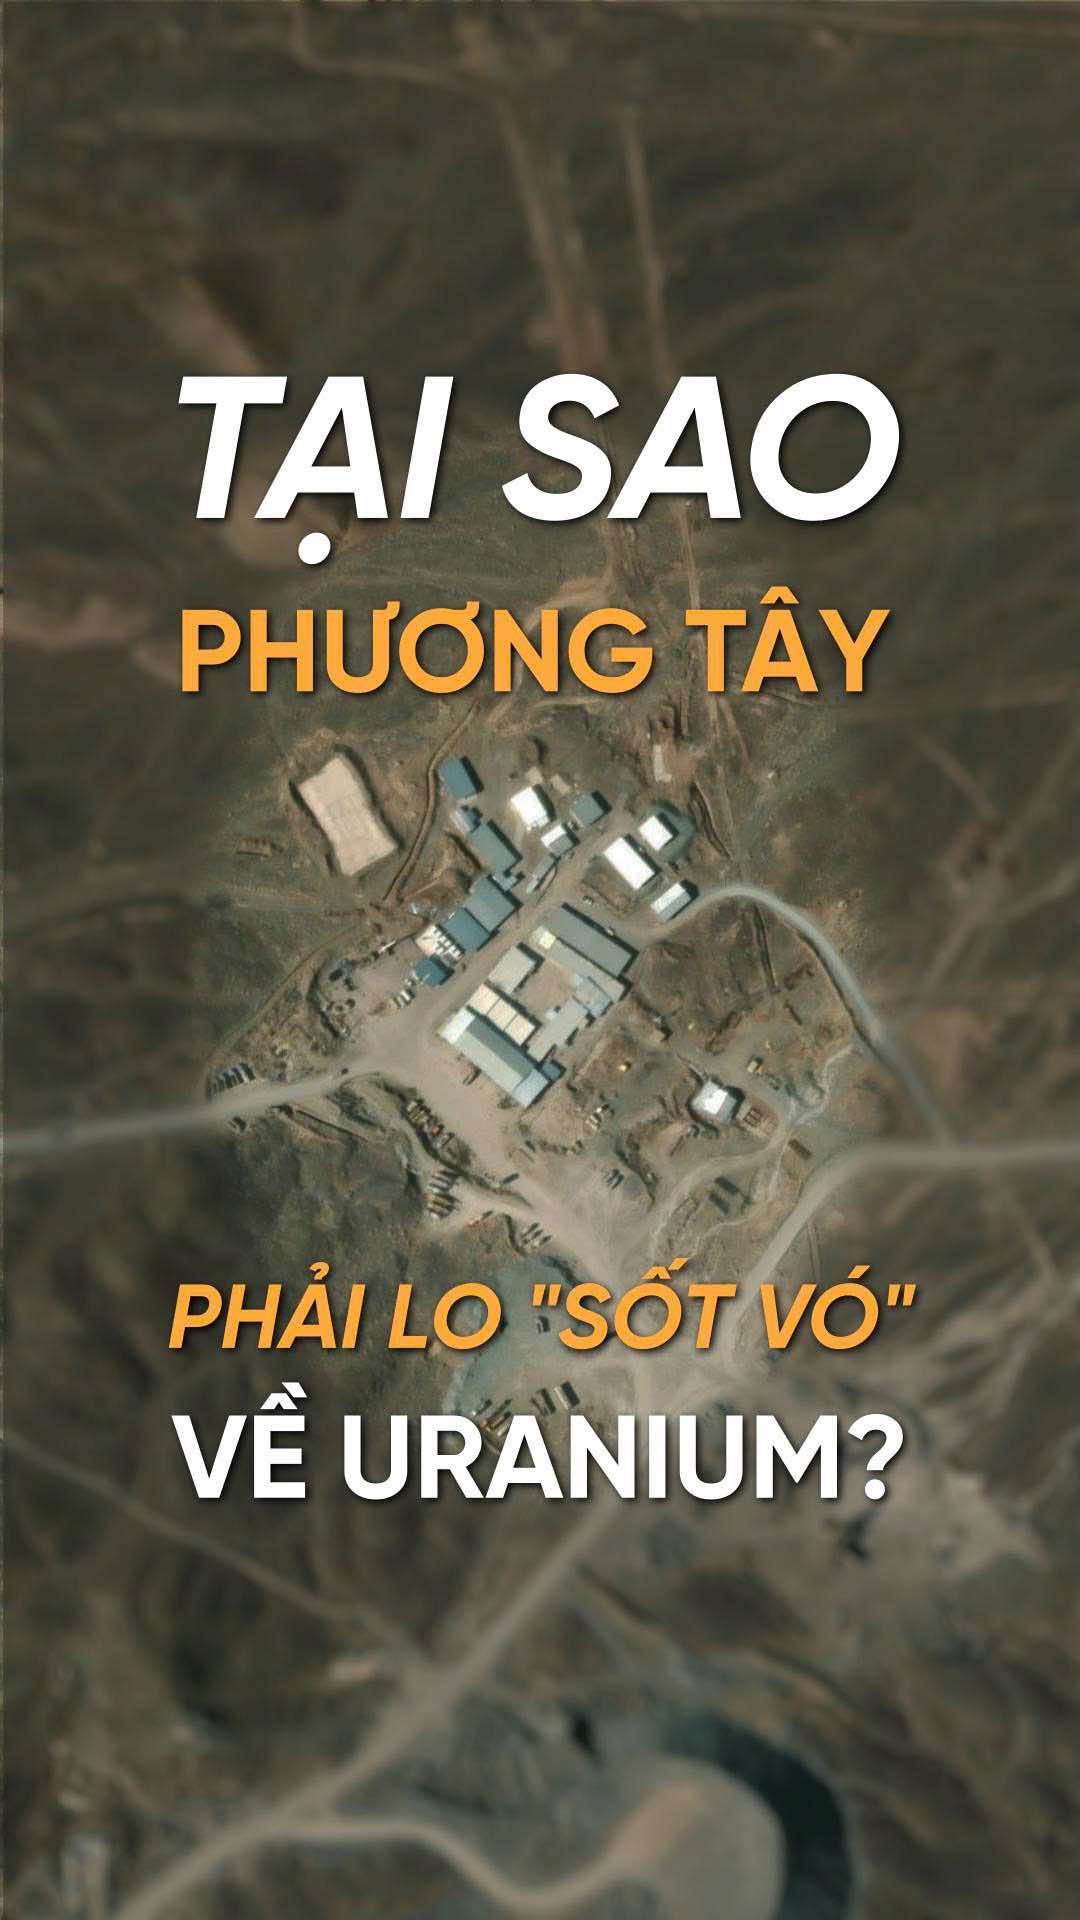 TẠI SAO
PHƯƠNG TÂY
PHẢI LO "SỐT VÓ"
VỀ URANIUM?